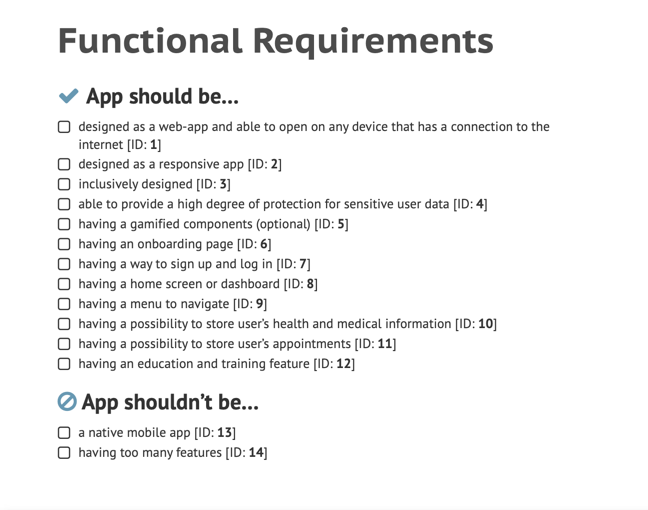 Functional Requirements
App should be...
designed as a web-app and able to open on any device that has a connection to the
internet [ID: 1]
designed as a responsive app [ID: 2]
inclusively designed [ID: 3]
able to provide a high degree of protection for sensitive user data [ID: 4]
having a gamified components (optional) [ID: 5]
having an onboarding page [ID: 6]
having a way to sign up and log in [ID: 7]
having a home screen or dashboard [ID: 8]
having a menu to navigate [ID: 9]
having a possibility to store user's health and medical information [ID: 10]
having a possibility to store user's appointments [ID: 11]
having an education and training feature [ID: 12]
App shouldn't be...
a native mobile app [ID: 13]
having too many features [ID: 14]